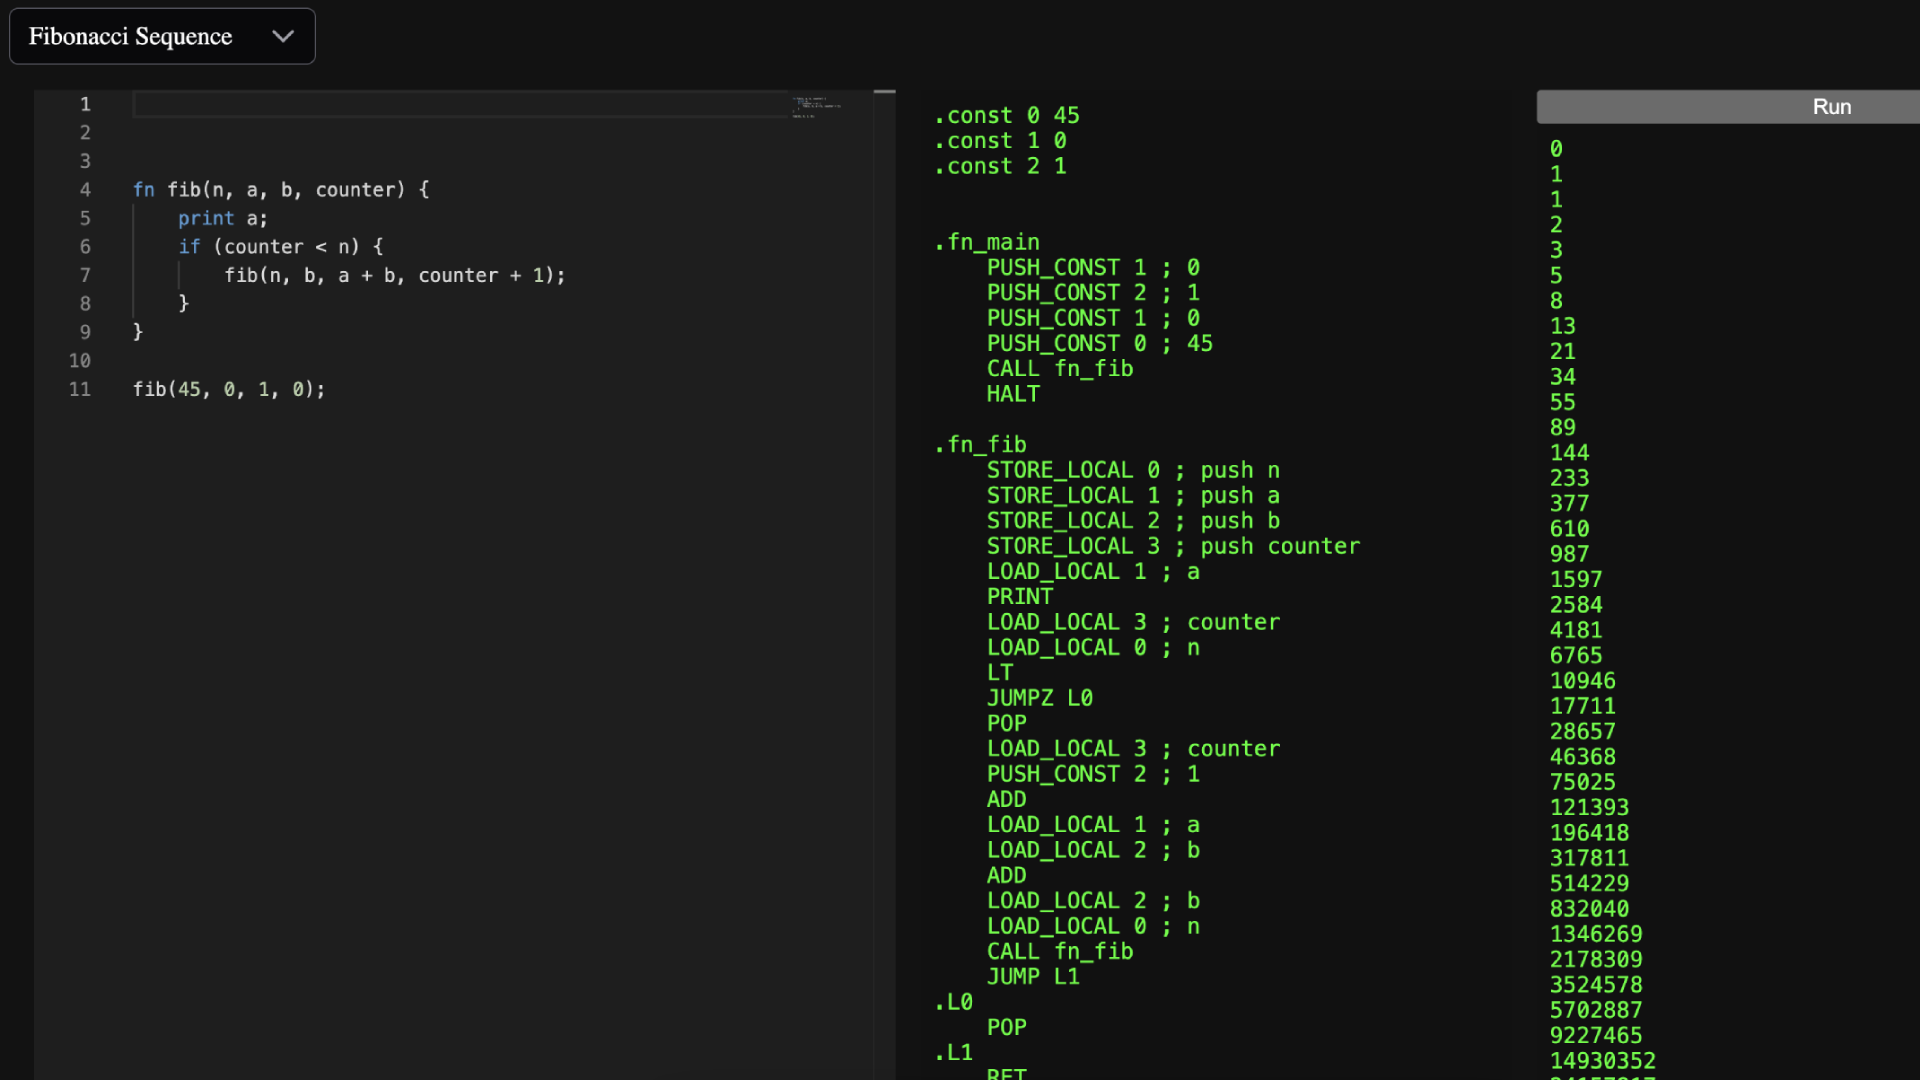 Fibonacci Sequence
1
2
3
4 fn fib(n, a, b, counter) {
5 print a;
6 if (counter < n) {
7 fib(n, b, a + b, counter + 1);
8 }
9 }
10
11 fib(45, 0, 1, 0);
.const 0 45
.const 1 0
.const 2 1
.fn_main
PUSH_CONST 1 ; 0
PUSH_CONST 2 ; 1
PUSH_CONST 1 ; 0
PUSH_CONST 0 ; 45
CALL fn_fib
HALT
.fn_fib
STORE_LOCAL 0 ; push n
STORE_LOCAL 1 ; push a
STORE_LOCAL 2 ; push b
STORE_LOCAL 3 ; push counter
LOAD_LOCAL 1 ; a
PRINT
LOAD_LOCAL 3 ; counter
LOAD_LOCAL 0 ; n
LT
JUMPZ L0
POP
LOAD_LOCAL 3 ; counter
PUSH_CONST 2 ; 1
ADD
LOAD_LOCAL 1 ; a
LOAD_LOCAL 2 ; b
ADD
LOAD_LOCAL 2 ; b
LOAD_LOCAL 0 ; n
CALL fn_fib
JUMP L1
.L0
POP
.L1
RET
Run
0
1
1
2
3
5
8
13
21
34
55
89
144
233
377
610
987
1597
2584
4181
6765
10946
17711
28657
46368
75025
121393
196418
317811
514229
832040
1346269
2178309
3524578
5702887
9227465
14930352